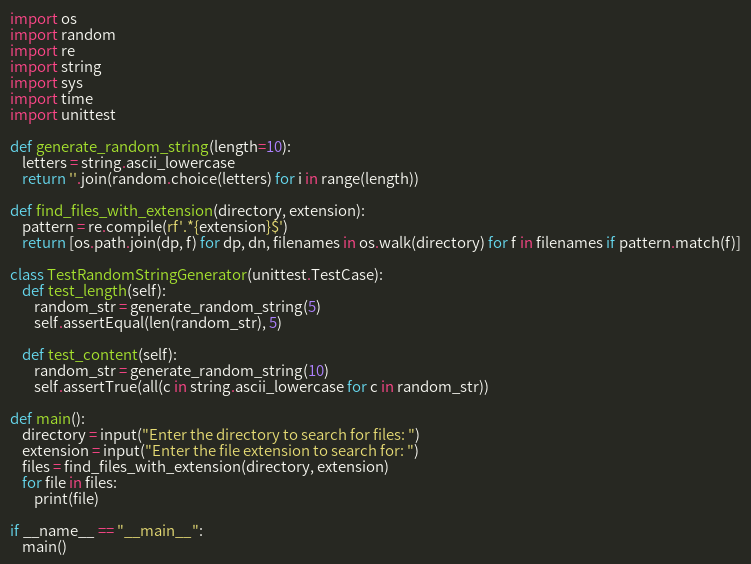 import os
import random
import re
import string
import sys
import time
import unittest

def generate_random_string(length=10):
    letters = string.ascii_lowercase
    return ''.join(random.choice(letters) for i in range(length))

def find_files_with_extension(directory, extension):
    pattern = re.compile(rf'.*{extension}$')
    return [os.path.join(dp, f) for dp, dn, filenames in os.walk(directory) for f in filenames if pattern.match(f)]

class TestRandomStringGenerator(unittest.TestCase):
    def test_length(self):
        random_str = generate_random_string(5)
        self.assertEqual(len(random_str), 5)

    def test_content(self):
        random_str = generate_random_string(10)
        self.assertTrue(all(c in string.ascii_lowercase for c in random_str))

def main():
    directory = input("Enter the directory to search for files: ")
    extension = input("Enter the file extension to search for: ")
    files = find_files_with_extension(directory, extension)
    for file in files:
        print(file)

if __name__ == "__main__":
    main()